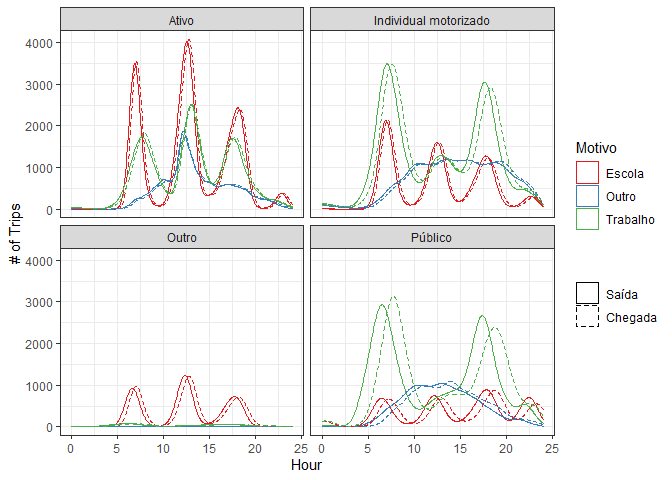 Ativo
Individual motorizado
4000
3000
2000
1000
0
Outro
Público
4000
3000
2000
1000
0
0 5 10 15 20 25
0 5 10 15 20 25
# of Trips
Hour
Motivo
Escola
Outro
Trabalho
Saída
Chegada